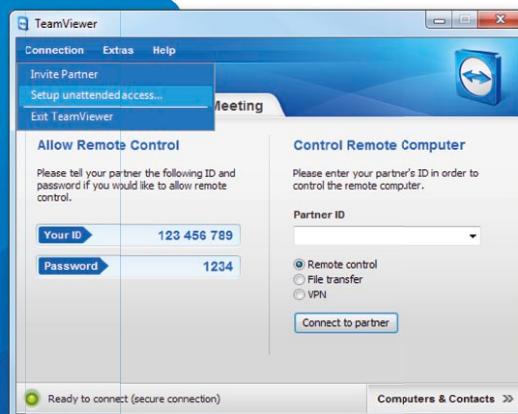 TeamViewer
Connection Extras Help
Invite Partner
Setup unattended access...
Exit TeamViewer
Meeting
Allow Remote Control
Please tell your partner the following ID and
password if you would like to allow remote
control.
Your ID 123 456 789
Password 1234
Control Remote Computer
Please enter your partner's ID in order to
control the remote computer.
Partner ID
Remote control
File transfer
VPN
Connect to partner
Ready to connect (secure connection)
Computers & Contacts